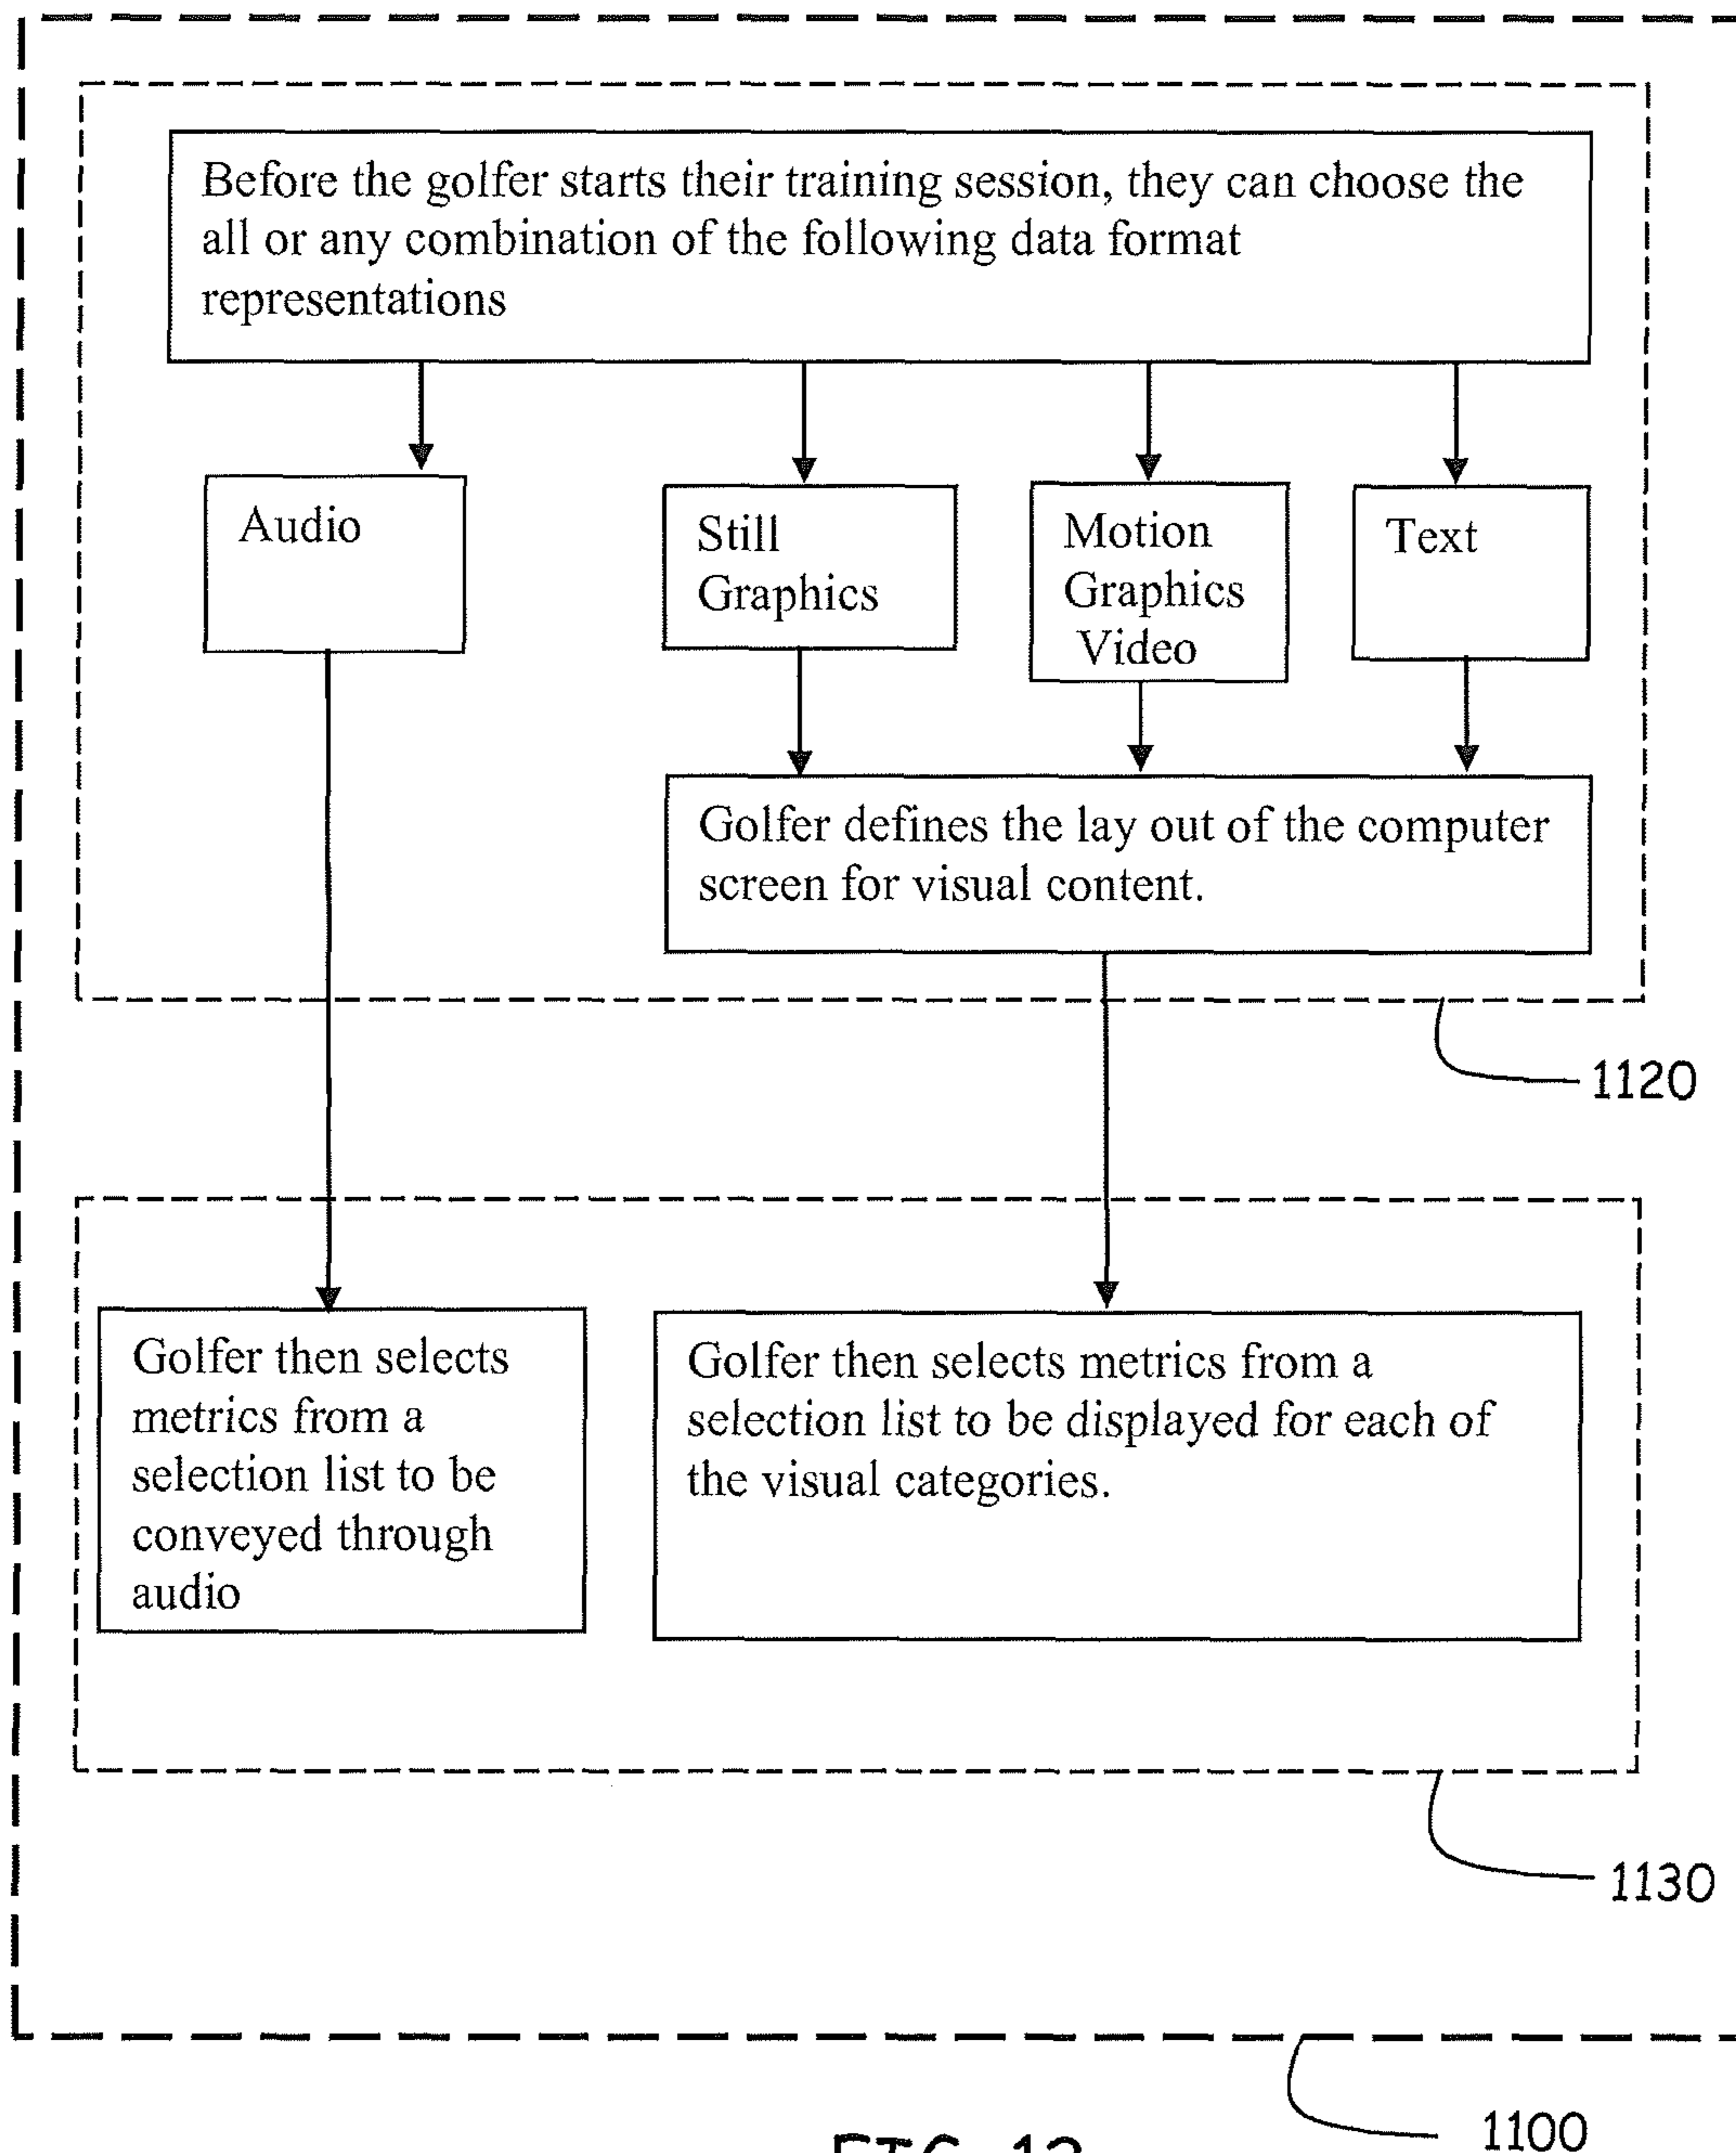 Before the golfer starts their training session, they can choose the
all or any combination of the following data format
representations
Audio
Still
Graphics
Motion
Graphics
Video
Text
Golfer defines the lay out of the computer
screen for visual content.
1120
Golfer then selects
metrics from a
selection list to be
conveyed through
audio
Golfer then selects metrics from a
selection list to be displayed for each of
the visual categories.
1130
1100